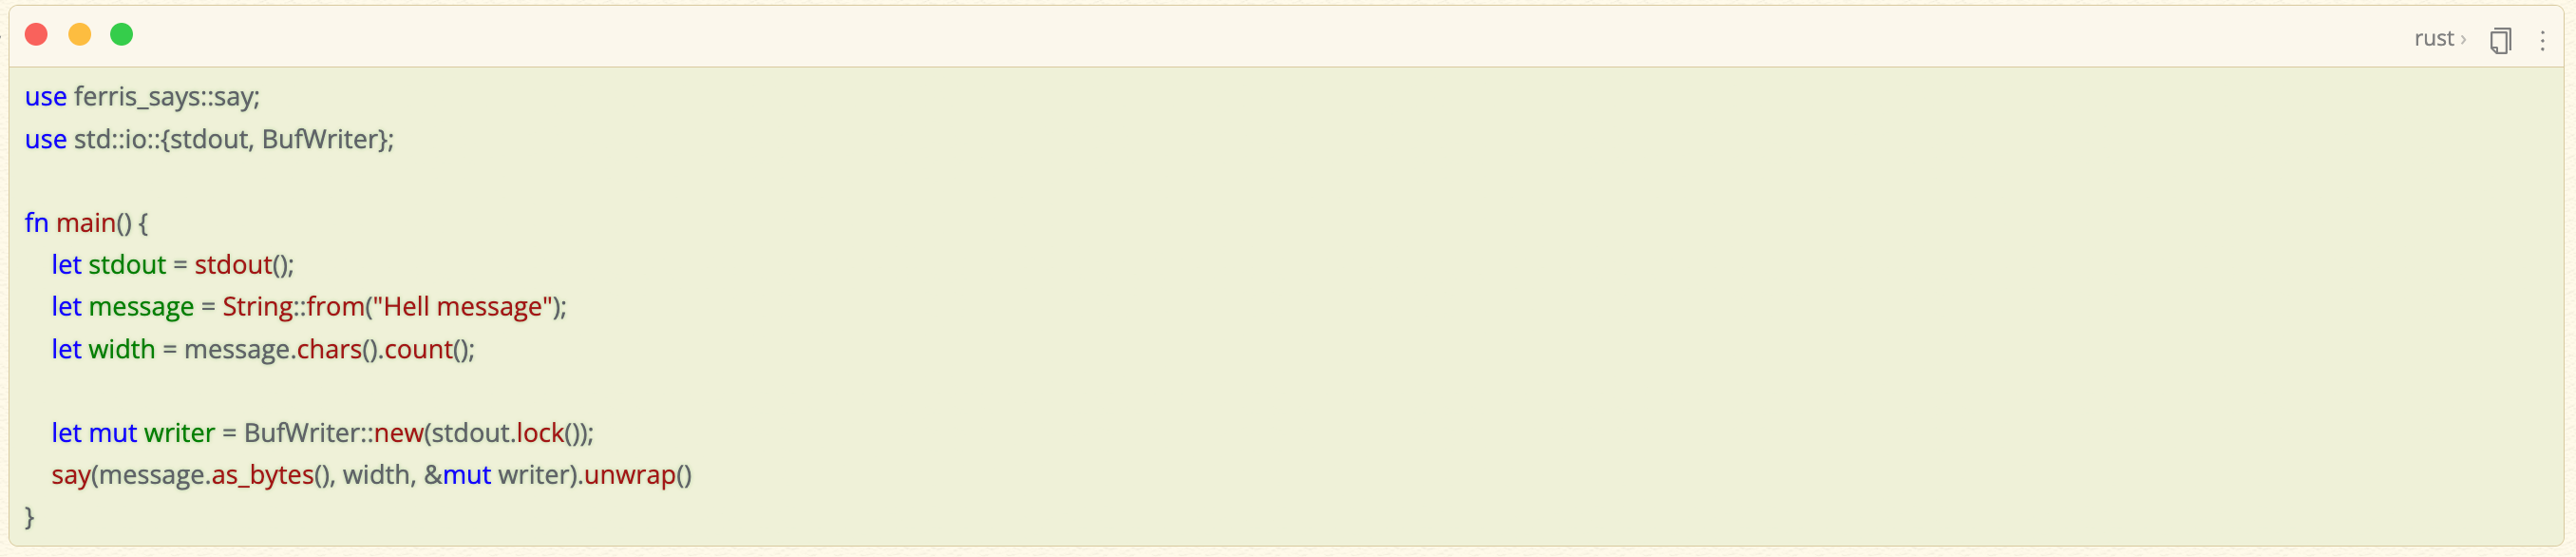 rust
use ferris_says::say;
use std::io::{stdout, BufWriter};
fn main() {
let stdout = stdout();
let message = String::from("Hell message");
let width = message.chars().count();
let mut writer = BufWriter::new(stdout.lock());
say(message.as_bytes(), width, &mut writer).unwrap()
}